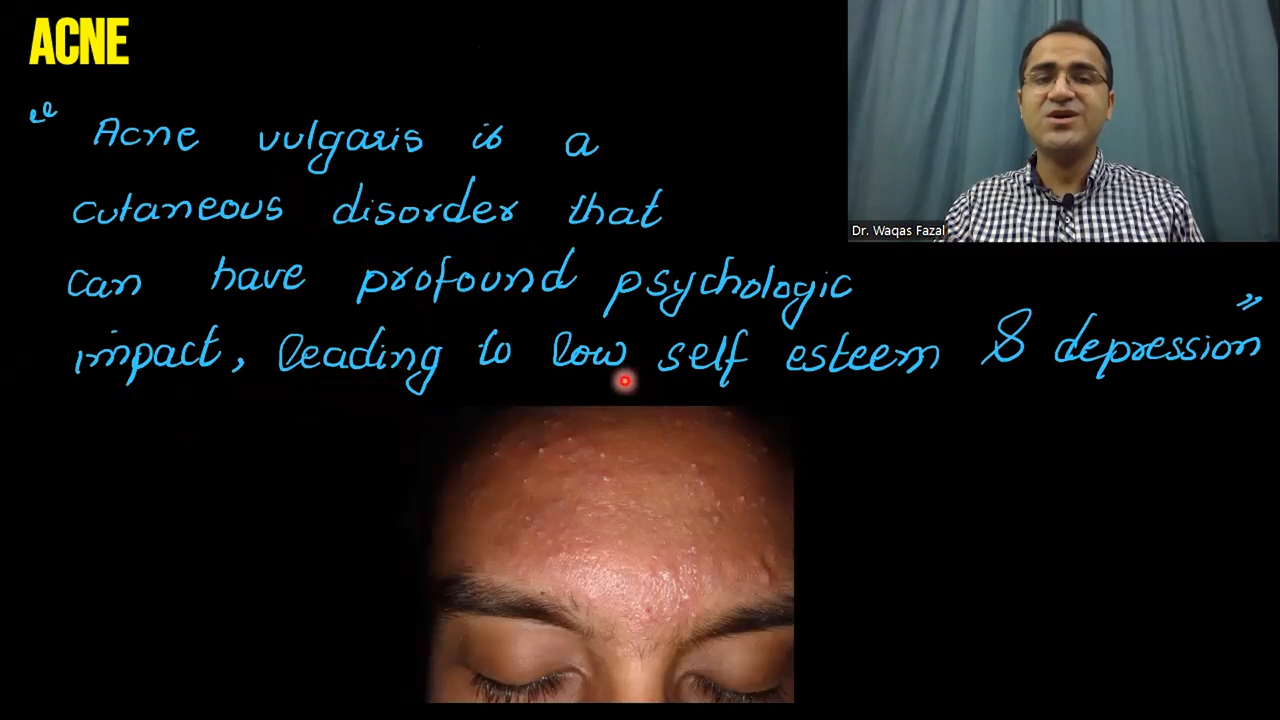 ACNE
" Acne vulgaris is a
cutaneous disorder that
can have profound psychologic
impact, leading to low self esteem & depression "
Dr. Waqas Fazal